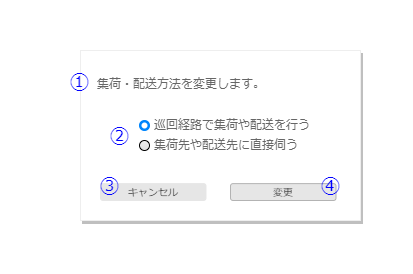 ① 集荷・配送方法を変更します。
② 巡回経路で集荷や配送を行う
集荷先や配送先に直接伺う
③ キャンセル 変更 ④